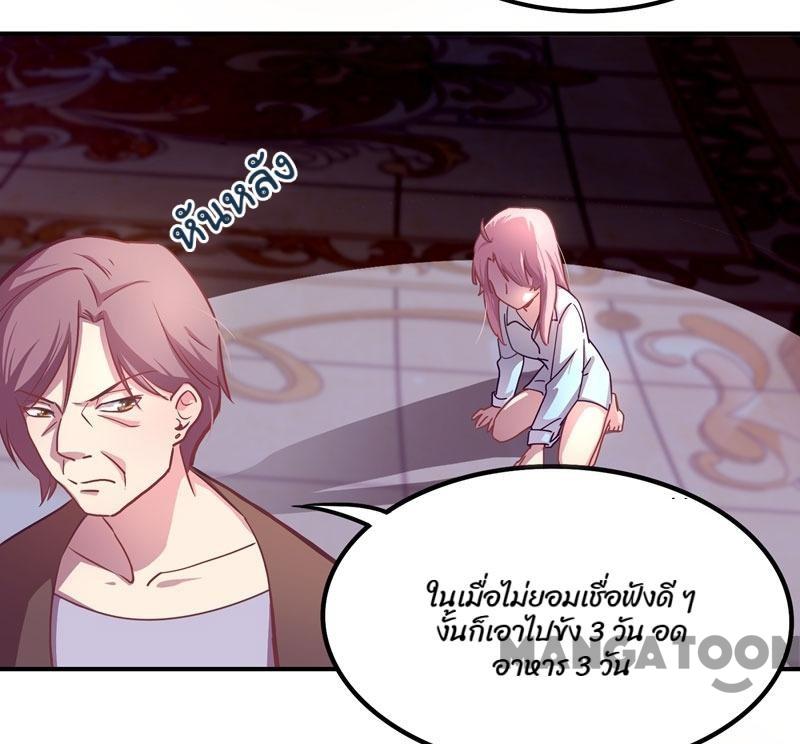 หันหลัง
ในเมื่อไม่ยอมเชื่อฟังดี ๆ
งั้นก็เอาไปขัง 3 วัน อด
อาหาร 3 วัน
MANGATOON